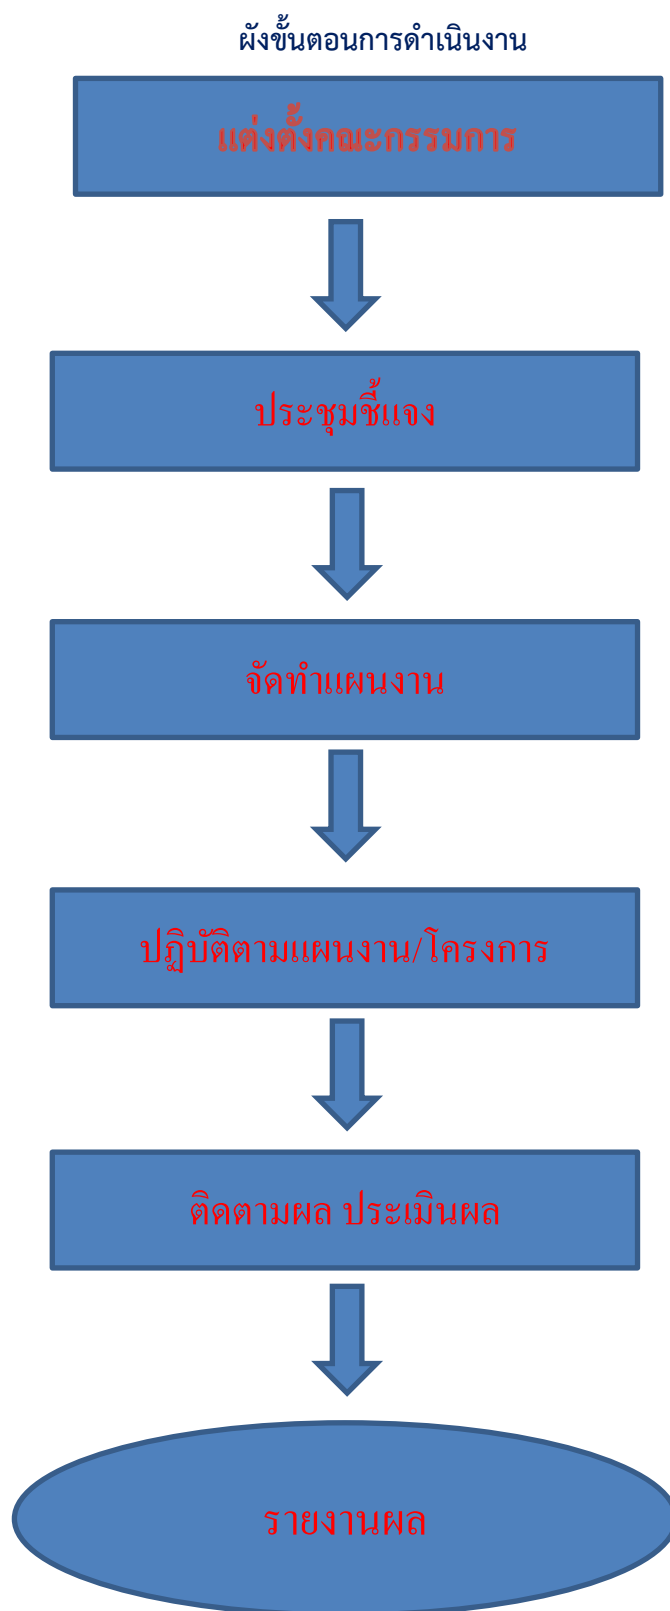 ผังขั้นตอนการดำเนินงาน
แต่งตั้งคณะกรรมการ
ประชุมชี้แจง
จัดทำแผนงาน
ปฏิบัติตามแผนงาน/โครงการ
ติดตามผล ประเมินผล
รายงานผล